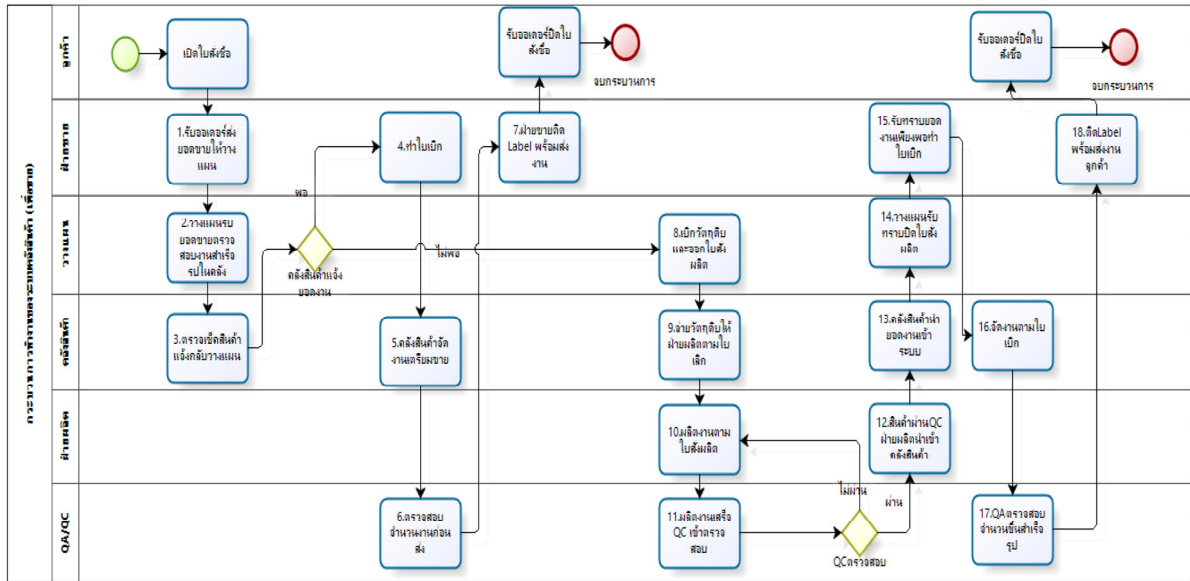 กระบวนการทำงานของระบบคลังสินค้า (เพื่อขาย)
ลูกค้า
เปิดใบสั่งซื้อ
รับออเดอร์ปิดใบ
สั่งซื้อ
จบกระบวนการ
รับออเดอร์ปิดใบ
สั่งซื้อ
จบกระบวนการ
ฝ่ายขาย
1.รับออเดอร์ส่ง
ยอดขายให้วาง
แผน
4.ทำใบเบิก
7.ฝ่ายขายติด
Label พร้อมส่ง
งาน
15.รับทราบยอด
งานเพียงพอทำ
ใบเบิก
18.ติดLabel
พร้อมส่งงาน
ลูกค้า
พอ
วางแผน
2.วางแผนรับ
ยอดขายตรวจ
สอบงานสำเร็จ
รูปในคลัง
คลังสินค้าแจ้ง
ยอดงาน
ไม่พอ
8.เบิกวัตถุดิบ
และออกใบสั่ง
ผลิต
14.วางแผนรับ
ทราบปิดใบสั่ง
ผลิต
คลังสินค้า
3.ตรวจเช็คสินค้า
แจ้งกลับวางแผน
5.คลังสินค้าจัด
งานเตรียมขาย
9.จ่ายวัตถุดิบให้
ฝ่ายผลิตตามใบ
เบิก
13.คลังสินค้านำ
ยอดงานเข้า
ระบบ
16.จัดงานตามใบ
เบิก
ฝ่ายผลิต
10.ผลิตงานตาม
ใบสั่งผลิต
12.สินค้าผ่านQC
ฝ่ายผลิตนำเข้า
คลังสินค้า
ไม่ผ่าน
ผ่าน
QA/QC
6.ตรวจสอบ
จำนวนงานก่อน
ส่ง
11.ผลิตงานเสร็จ
QC เข้าตรวจ
สอบ
QCตรวจสอบ
17.QAตรวจสอบ
จำนวนชิ้นสำเร็จ
รูป